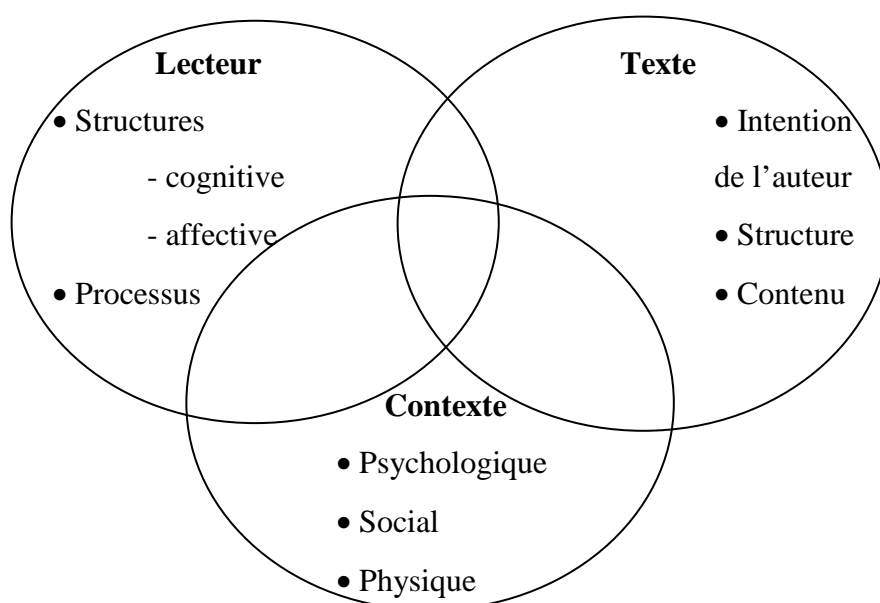 Lecteur
• Structures
- cognitive
- affective
• Processus
Texte
• Intention
de l’auteur
• Structure
• Contenu
Contexte
• Psychologique
• Social
• Physique